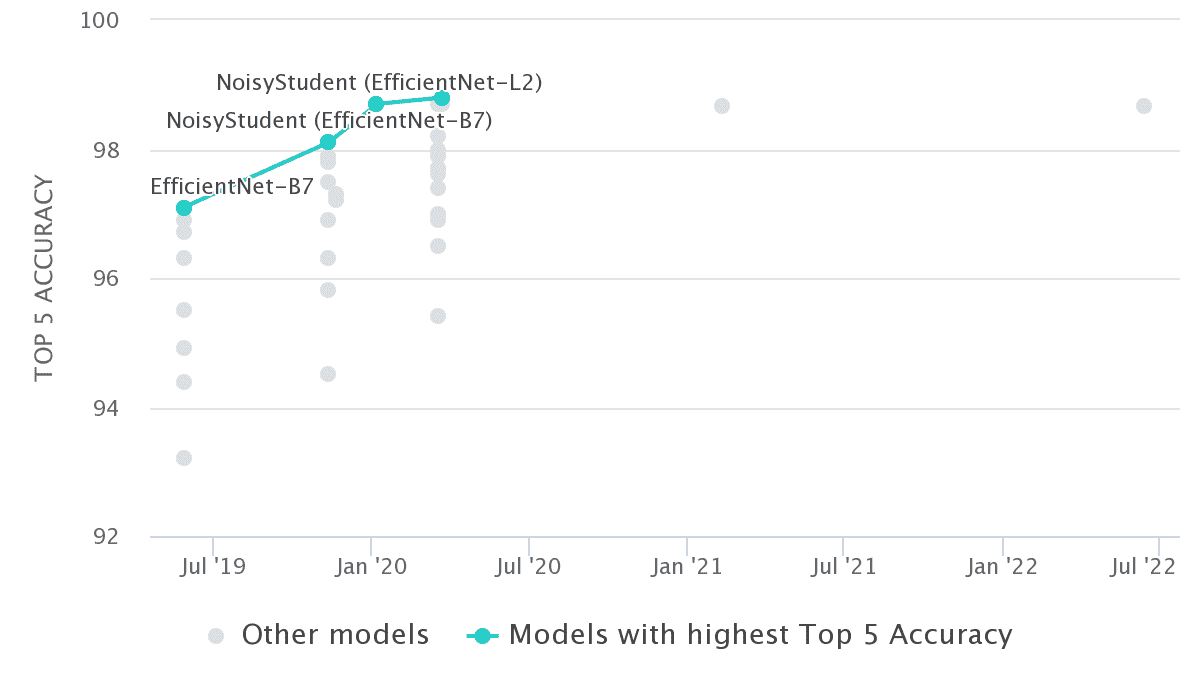 100
NoisyStudent (EfficientNet-L2)
NoisyStudent (EfficientNet-B7)
98
EfficientNet-B7
TOP 5 ACCURACY
96
94
92
Jul '19 Jan '20 Jul '20 Jan '21 Jul '21 Jan '22 Jul '22
Other models Models with highest Top 5 Accuracy